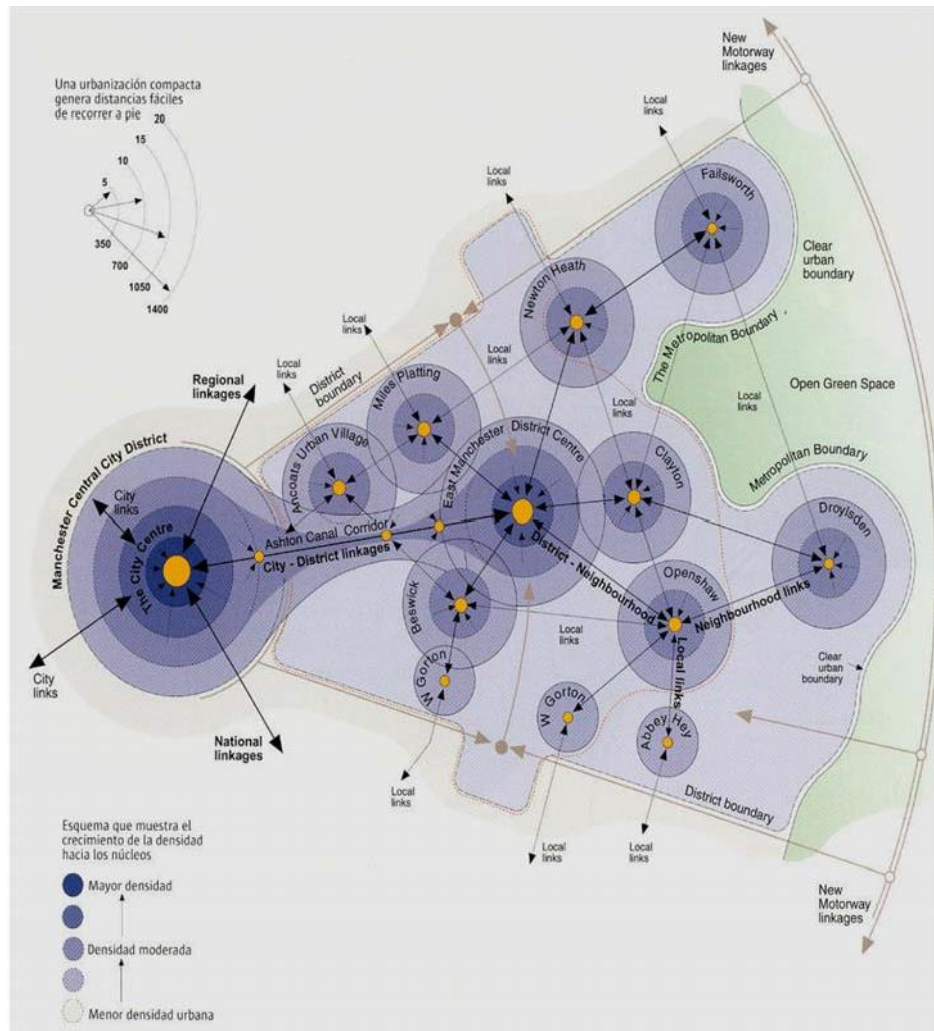 Una urbanización compacta
genera distancias fáciles
de recorrer a pie
20
15
10
5
350
700
1050
1400
New
Motorway
linkages
Local
links
Local
links
Failsworth
Clear
urban
boundary
Local
links
Newton Heath
The Metropolitan Boundary
Local
links
Local
links
Local
links
District
boundary
Miles Platting
Open Green Space
Local
links
Regional
linkages
Ancoats Urban Village
East Manchester District Centre
Local
links
Clayton
Metropolitan Boundary
Manchester Central City District
City
links
The City Centre
Ashton Canal Corridor
City - District linkages
Droylsden
District - Neighbourhood
Openshaw
Neighbourhood links
Beswick
Local
links
Local links
W Gorton
Clear
urban
boundary
City
links
W Gorton
Abbey Hey
National
linkages
Local
links
District boundary
Local
links
Local
links
New
Motorway
linkages
Esquema que muestra el
crecimiento de la densidad
hacia los núcleos
Mayor densidad
Densidad moderada
Menor densidad urbana